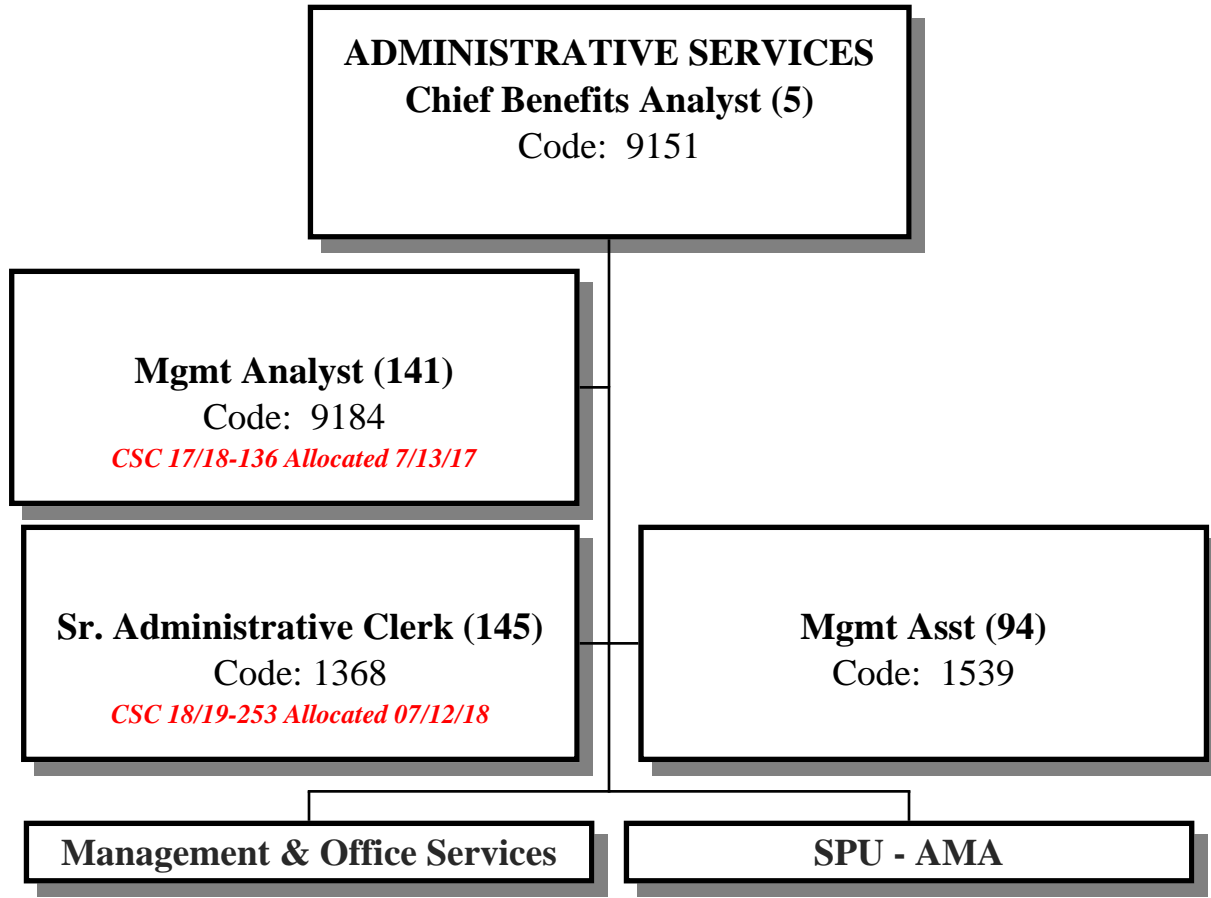 ADMINISTRATIVE SERVICES
Chief Benefits Analyst (5)
Code:  9151
Mgmt Analyst (141)
Code:  9184
CSC 17/18-136 Allocated 7/13/17
Sr. Administrative Clerk (145)
Code: 1368
CSC 18/19-253 Allocated 07/12/18
Mgmt Asst (94)
Code:  1539
Management & Office Services
SPU - AMA